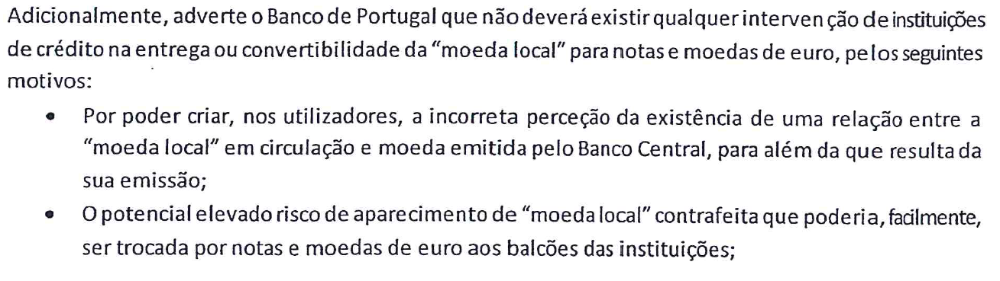 Adicionalmente, adverte o Banco de Portugal que não deverá existir qualquer intervenção de instituições
de crédito na entrega ou convertibilidade da “moeda local” para notas e moedas de euro, pelos seguintes
motivos:
• Por poder criar, nos utilizadores, a incorreta perceção da existência de uma relação entre a
“moeda local” em circulação e moeda emitida pelo Banco Central, para além da que resulta da
sua emissão;
• O potencial elevado risco de aparecimento de “moeda local” contrafeita que poderia, facilmente,
ser trocada por notas e moedas de euro aos balcões das instituições;